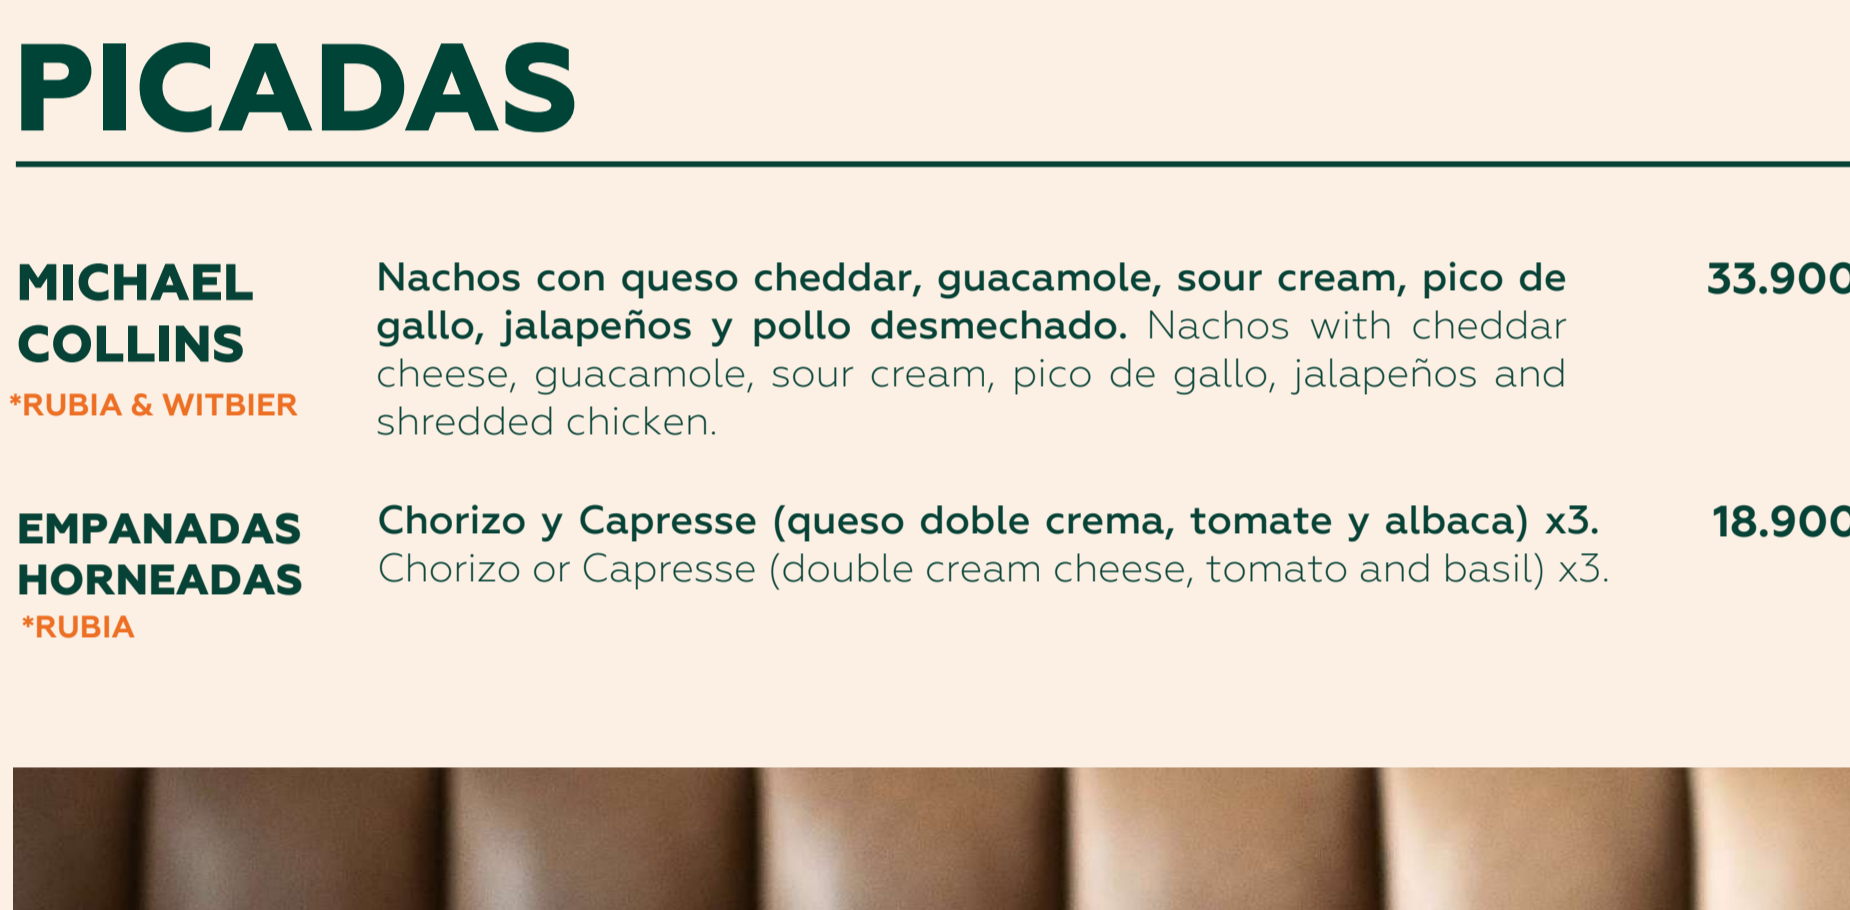 PICADAS
MICHAEL
COLLINS
*RUBIA & WITBIER
Nachos con queso cheddar, guacamole, sour cream, pico de
gallo, jalapeños y pollo desmechado. Nachos with cheddar
cheese, guacamole, sour cream, pico de gallo, jalapeños and
shredded chicken.
33.900
EMPANADAS
HORNEADAS
*RUBIA
Chorizo y Capresse (queso doble crema, tomate y albaca) x3.
Chorizo or Capresse (double cream cheese, tomato and basil) x3.
18.900